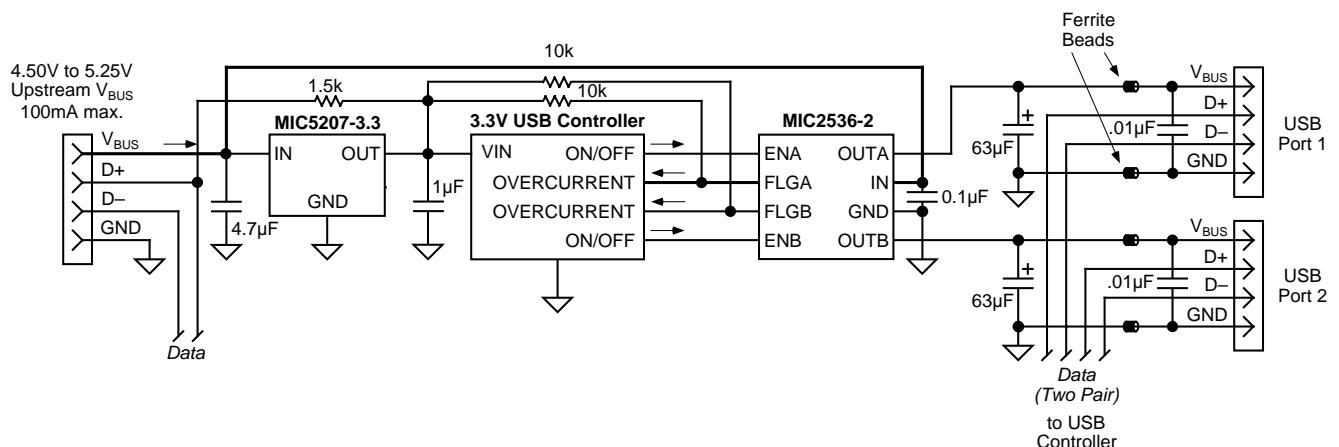 4.50V to 5.25V
Upstream VBUS
100mA max.
VBUS
D+
D–
GND
Data
4.7µF
1.5k
10k
10k
MIC5207-3.3
IN
OUT
GND
1µF
3.3V USB Controller
VIN
ON/OFF
OVERCURRENT
OVERCURRENT
ON/OFF
MIC2536-2
ENA
FLGA
FLGB
ENB
OUTA
IN
GND
OUTB
0.1µF
Ferrite
Beads
+
63µF
.01µF
VBUS
D+
D–
GND
USB
Port 1
+
63µF
.01µF
VBUS
D+
D–
GND
USB
Port 2
Data
(Two Pair)
to USB
Controller